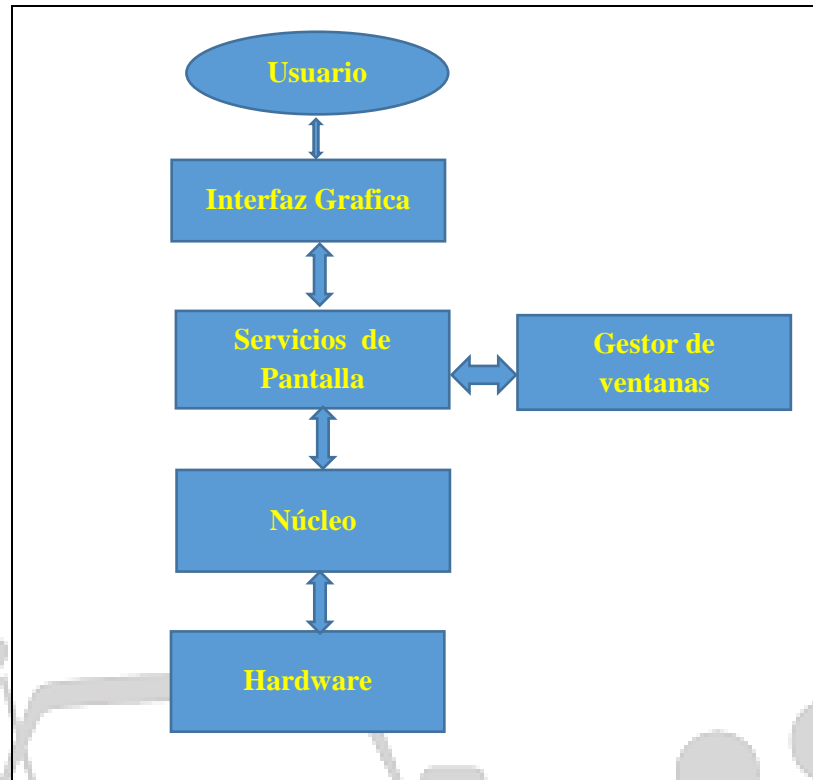 Usuario
Interfaz Grafica
Servicios de
Pantalla
Gestor de
ventanas
Núcleo
Hardware